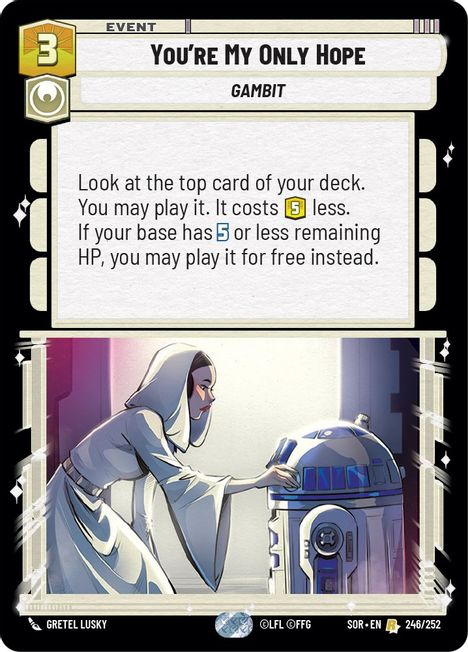 EVENT
3
YOU'RE MY ONLY HOPE
GAMBIT
Look at the top card of your deck.
You may play it. It costs 5 less.
If your base has 5 or less remaining
HP, you may play it for free instead.
GRETEL LUSKY
©LFL ©FFG
SOR•EN R 246/252